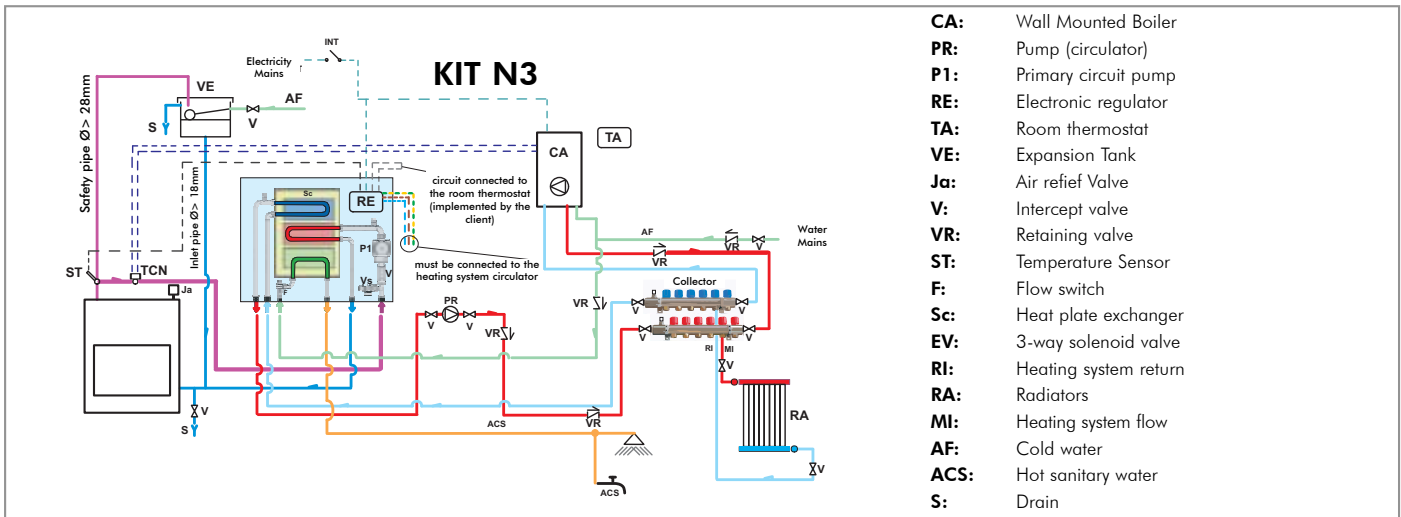 KIT N3
INT
Electricity
Mains
VE
AF
V
S
Safety pipe Ø> 28mm
Inlet pipe Ø> 18mm
CA
TA
Sc
RE
circuit connected to
the room thermostat
(implemented by the
client)
P1
V
Vs
F
must be connected to the
heating system circulator
ST
TCN
Ja
AF
VR
V
Water
Mains
VR
Collector
VR
PR
V
V
VR
V
V
V
V
RI
MI
V
RA
V
V
S
ACS
VR
ACS
CA: Wall Mounted Boiler
PR: Pump (circulator)
P1: Primary circuit pump
RE: Electronic regulator
TA: Room thermostat
VE: Expansion Tank
Ja: Air refief Valve
V: Intercept valve
VR: Retaining valve
ST: Temperature Sensor
F: Flow switch
Sc: Heat plate exchanger
EV: 3-way solenoid valve
RI: Heating system return
RA: Radiators
MI: Heating system flow
AF: Cold water
ACS: Hot sanitary water
S: Drain